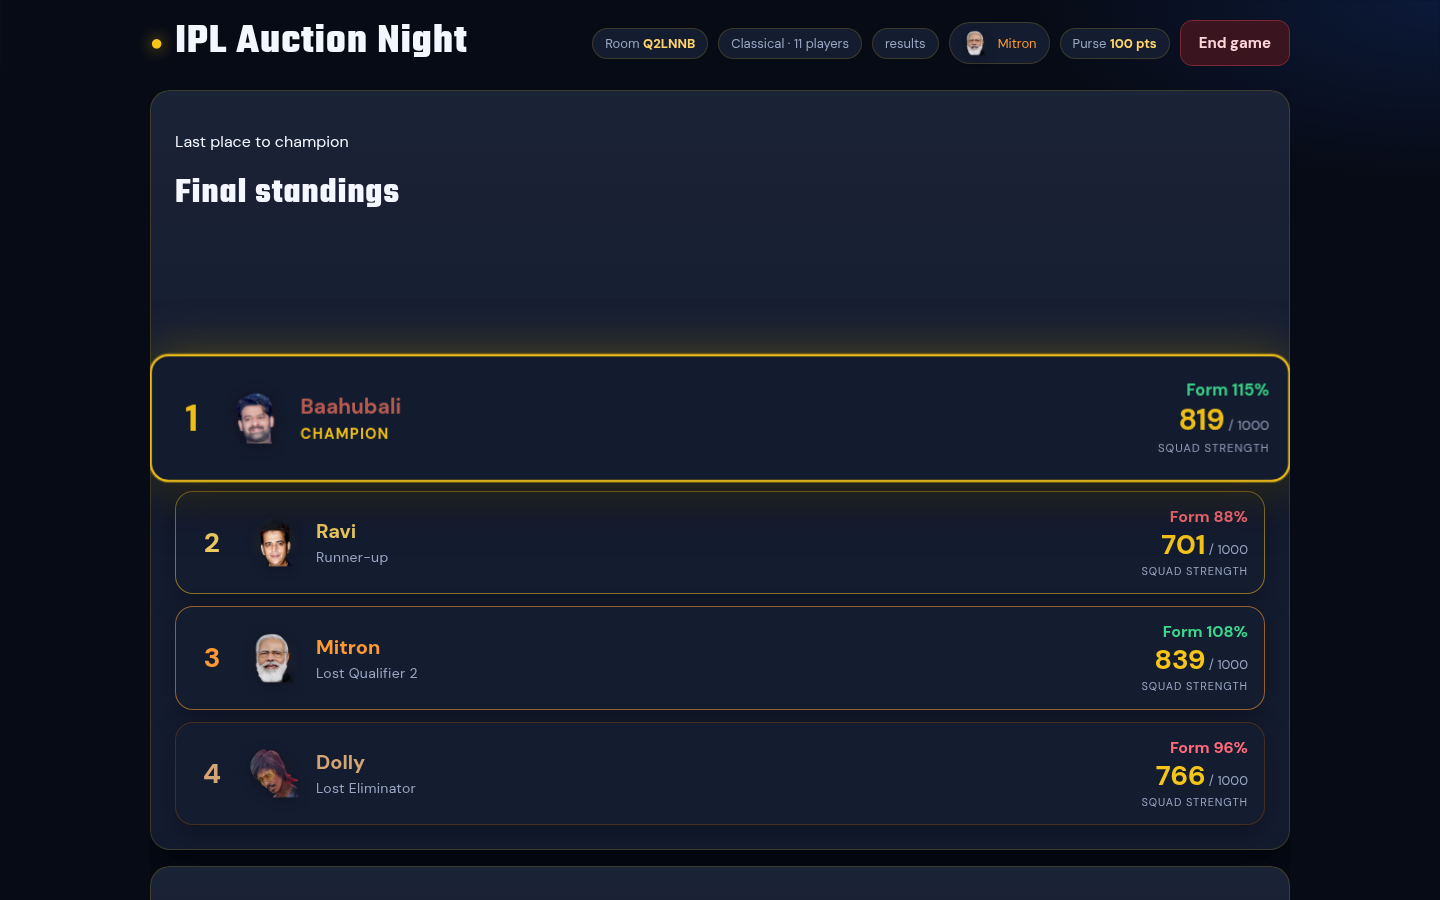 IPL Auction Night
Room Q2LNNB
Classical · 11 players
results
Mitron
Purse 100 pts
End game
Last place to champion
Final standings
1
Baahubali
CHAMPION
Form 115%
819 / 1000
SQUAD STRENGTH
2
Ravi
Runner-up
Form 88%
701 / 1000
SQUAD STRENGTH
3
Mitron
Lost Qualifier 2
Form 108%
839 / 1000
SQUAD STRENGTH
4
Dolly
Lost Eliminator
Form 96%
766 / 1000
SQUAD STRENGTH